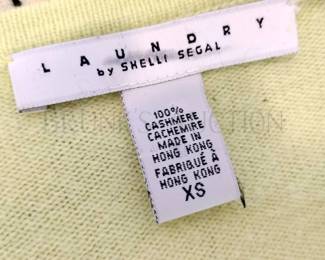 LAUNDRY
by SHELLI SEGAL
100%
CASHMERE
CACHEMIRE
MADE IN
HONG KONG
FABRIQUÉ À
HONG KONG
XS